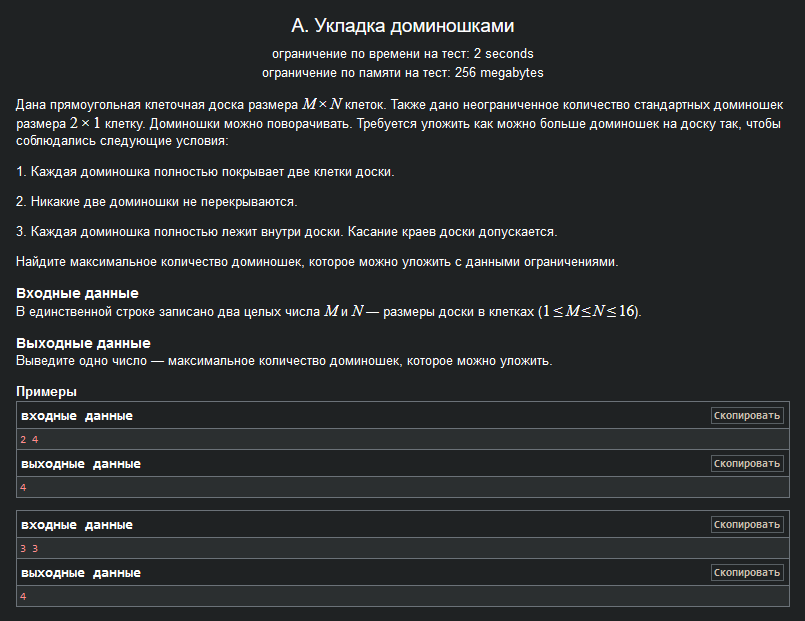 A. Укладка доминошками
ограничение по времени на тест: 2 seconds
ограничение по памяти на тест: 256 megabytes
Дана прямоугольная клеточная доска размера M × N клеток. Также дано неограниченное количество стандартных доминошек
размера 2 × 1 клетку. Доминошки можно поворачивать. Требуется уложить как можно больше доминошек на доску так, чтобы
соблюдались следующие условия:
1. Каждая доминошка полностью покрывает две клетки доски.
2. Никакие две доминошки не перекрываются.
3. Каждая доминошка полностью лежит внутри доски. Касание краев доски допускается.
Найдите максимальное количество доминошек, которое можно уложить с данными ограничениями.
Входные данные
В единственной строке записано два целых числа M и N — размеры доски в клетках (1 ≤ M ≤ N ≤ 16).
Выходные данные
Выведите одно число — максимальное количество доминошек, которое можно уложить.
Примеры
входные данные Скопировать
2 4
выходные данные Скопировать
4
входные данные Скопировать
3 3
выходные данные Скопировать
4